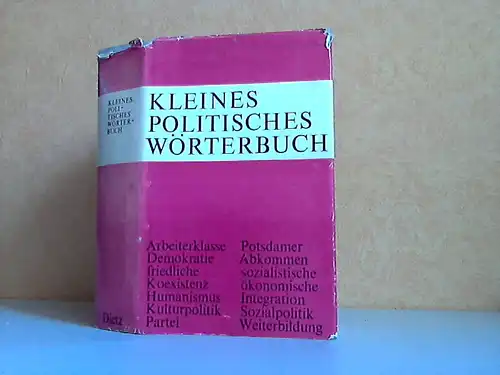 KLEINES
POLI-
TISCHES
WÖRTER-
BUCH
KLEINES
POLITISCHES
WÖRTERBUCH
Arbeiterklasse
Demokratie
friedliche
Koexistenz
Humanismus
Kulturpolitik
Partei
Potsdamer
Abkommen
sozialistische
ökonomische
Integration
Sozialpolitik
Weiterbildung
Dietz